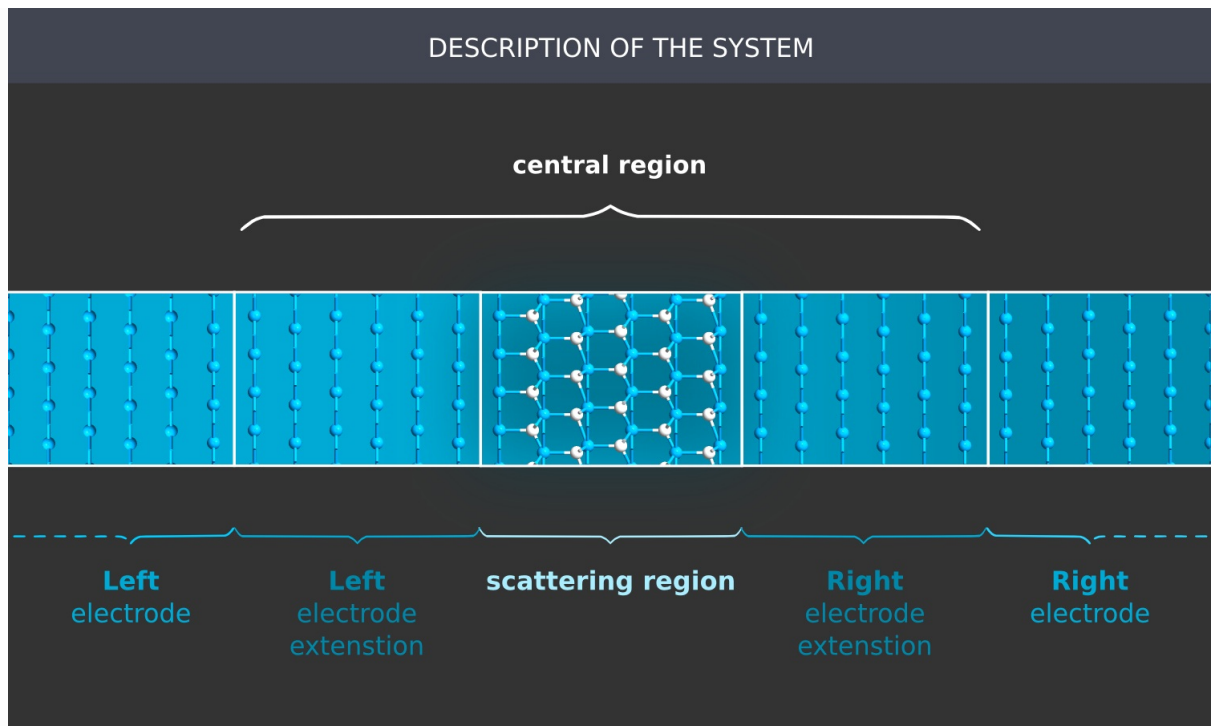 DESCRIPTION OF THE SYSTEM
central region
Left
electrode
Left
electrode
extenstion
scattering region
Right
electrode
extenstion
Right
electrode